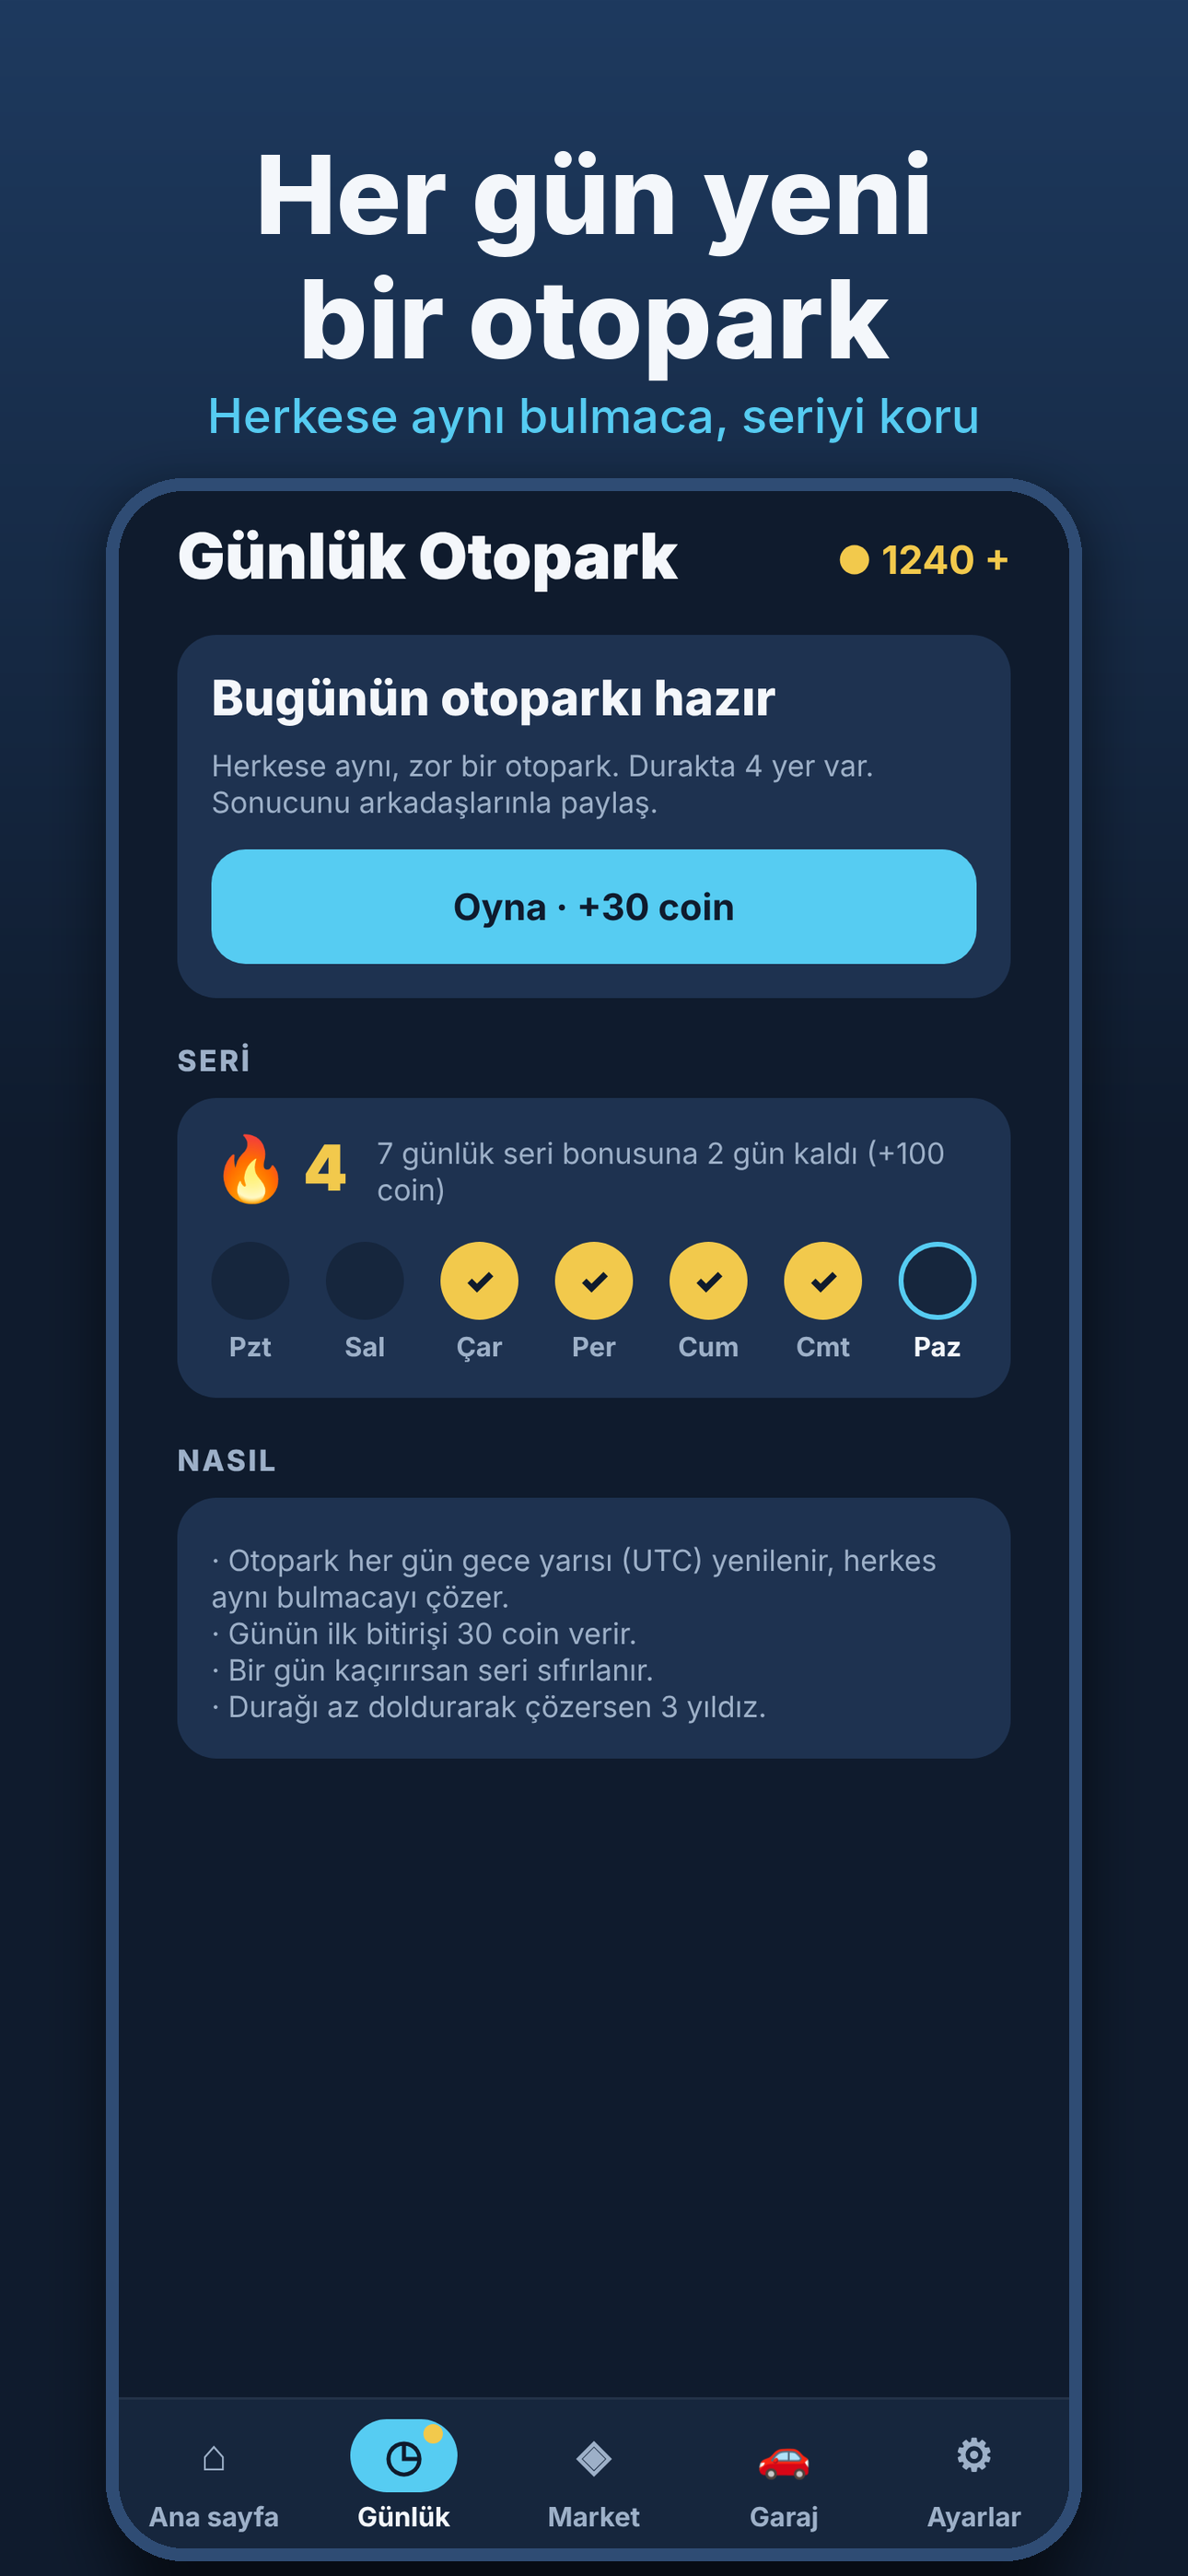 Her gün yeni
bir otopark
Herkese aynı bulmaca, seriyi koru
Günlük Otopark
1240 +
Bugünün otoparkı hazır
Herkese aynı, zor bir otopark. Durakta 4 yer var.
Sonucunu arkadaşlarınla paylaş.
Oyna · +30 coin
SERİ
4
7 günlük seri bonusuna 2 gün kaldı (+100
coin)
Pzt Sal Çar Per Cum Cmt Paz
NASIL
· Otopark her gün gece yarısı (UTC) yenilenir, herkes
aynı bulmacayı çözer.
· Günün ilk bitirişi 30 coin verir.
· Bir gün kaçırırsan seri sıfırlanır.
· Durağı az doldurarak çözersen 3 yıldız.
Ana sayfa Günlük Market Garaj Ayarlar